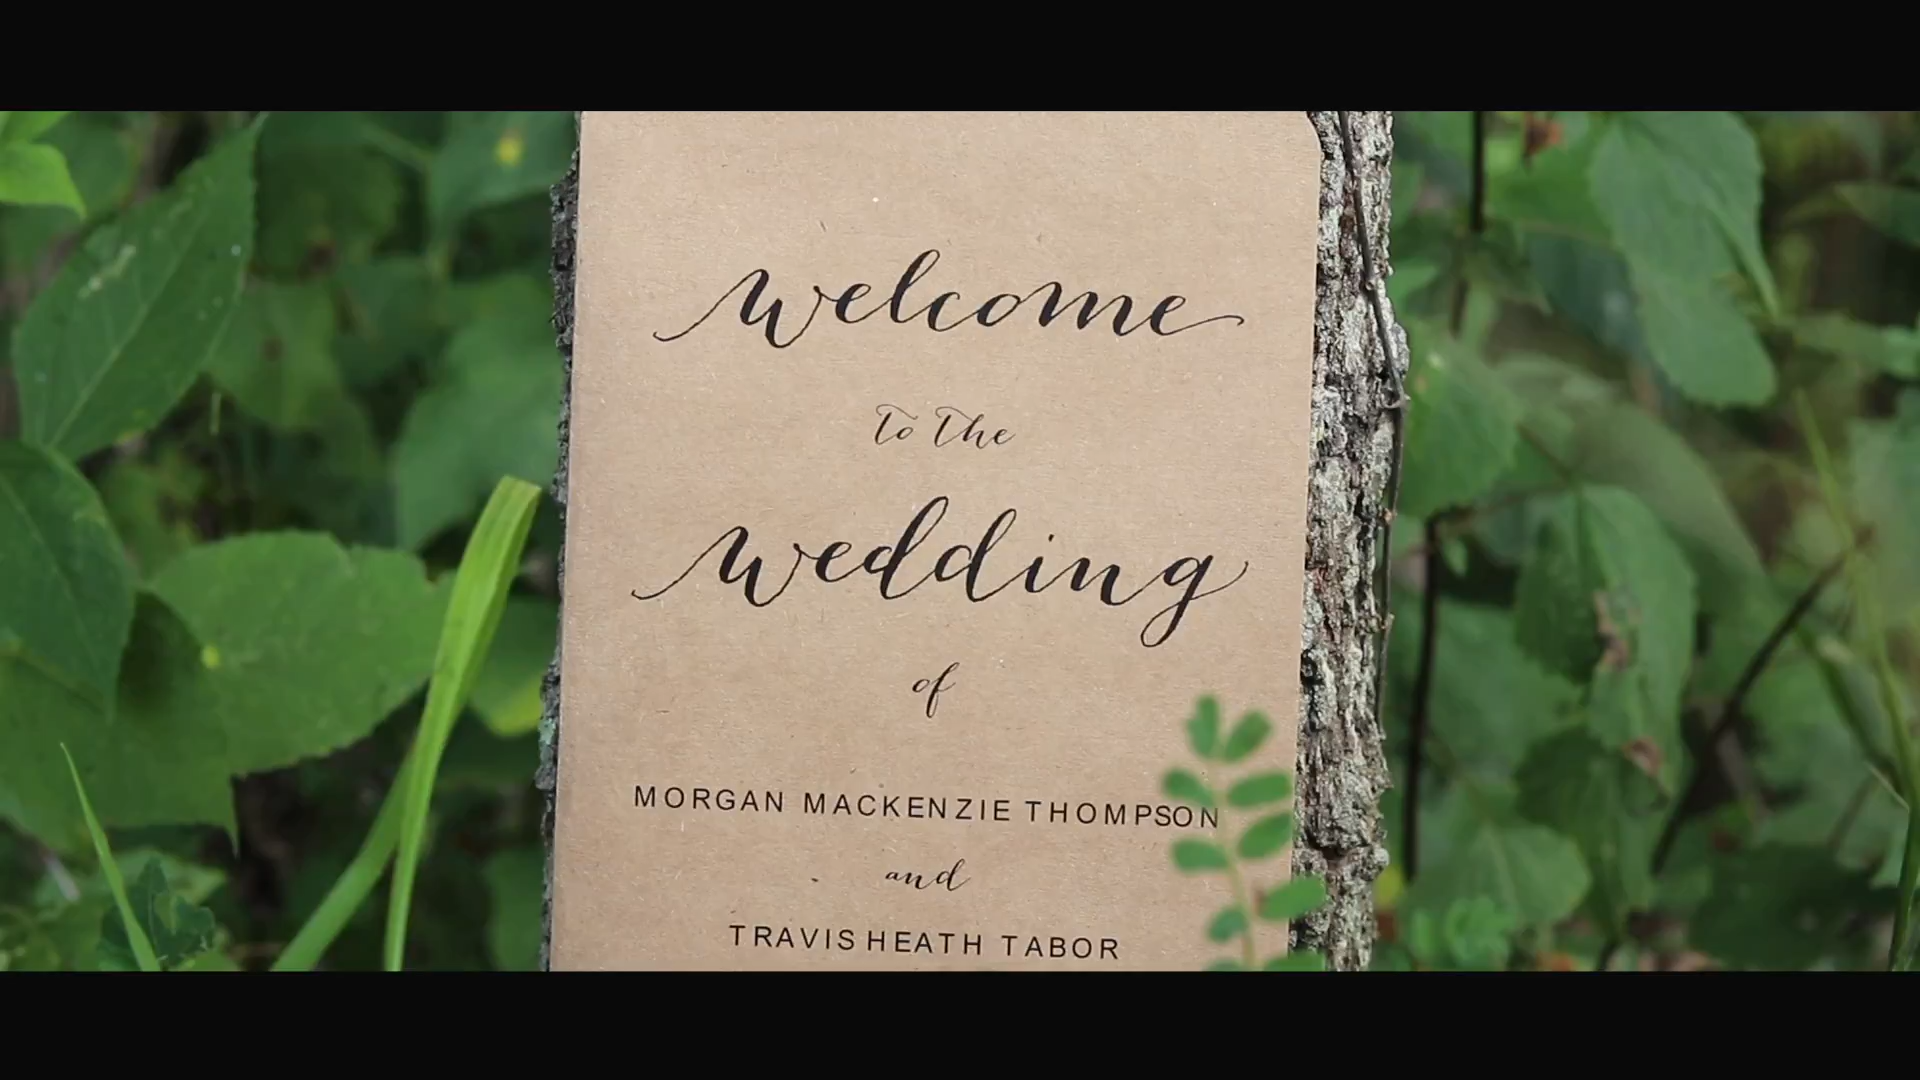 welcome
to the
wedding
of
MORGAN MACKENZIE THOMPSON
and
TRAVIS HEATH TABOR